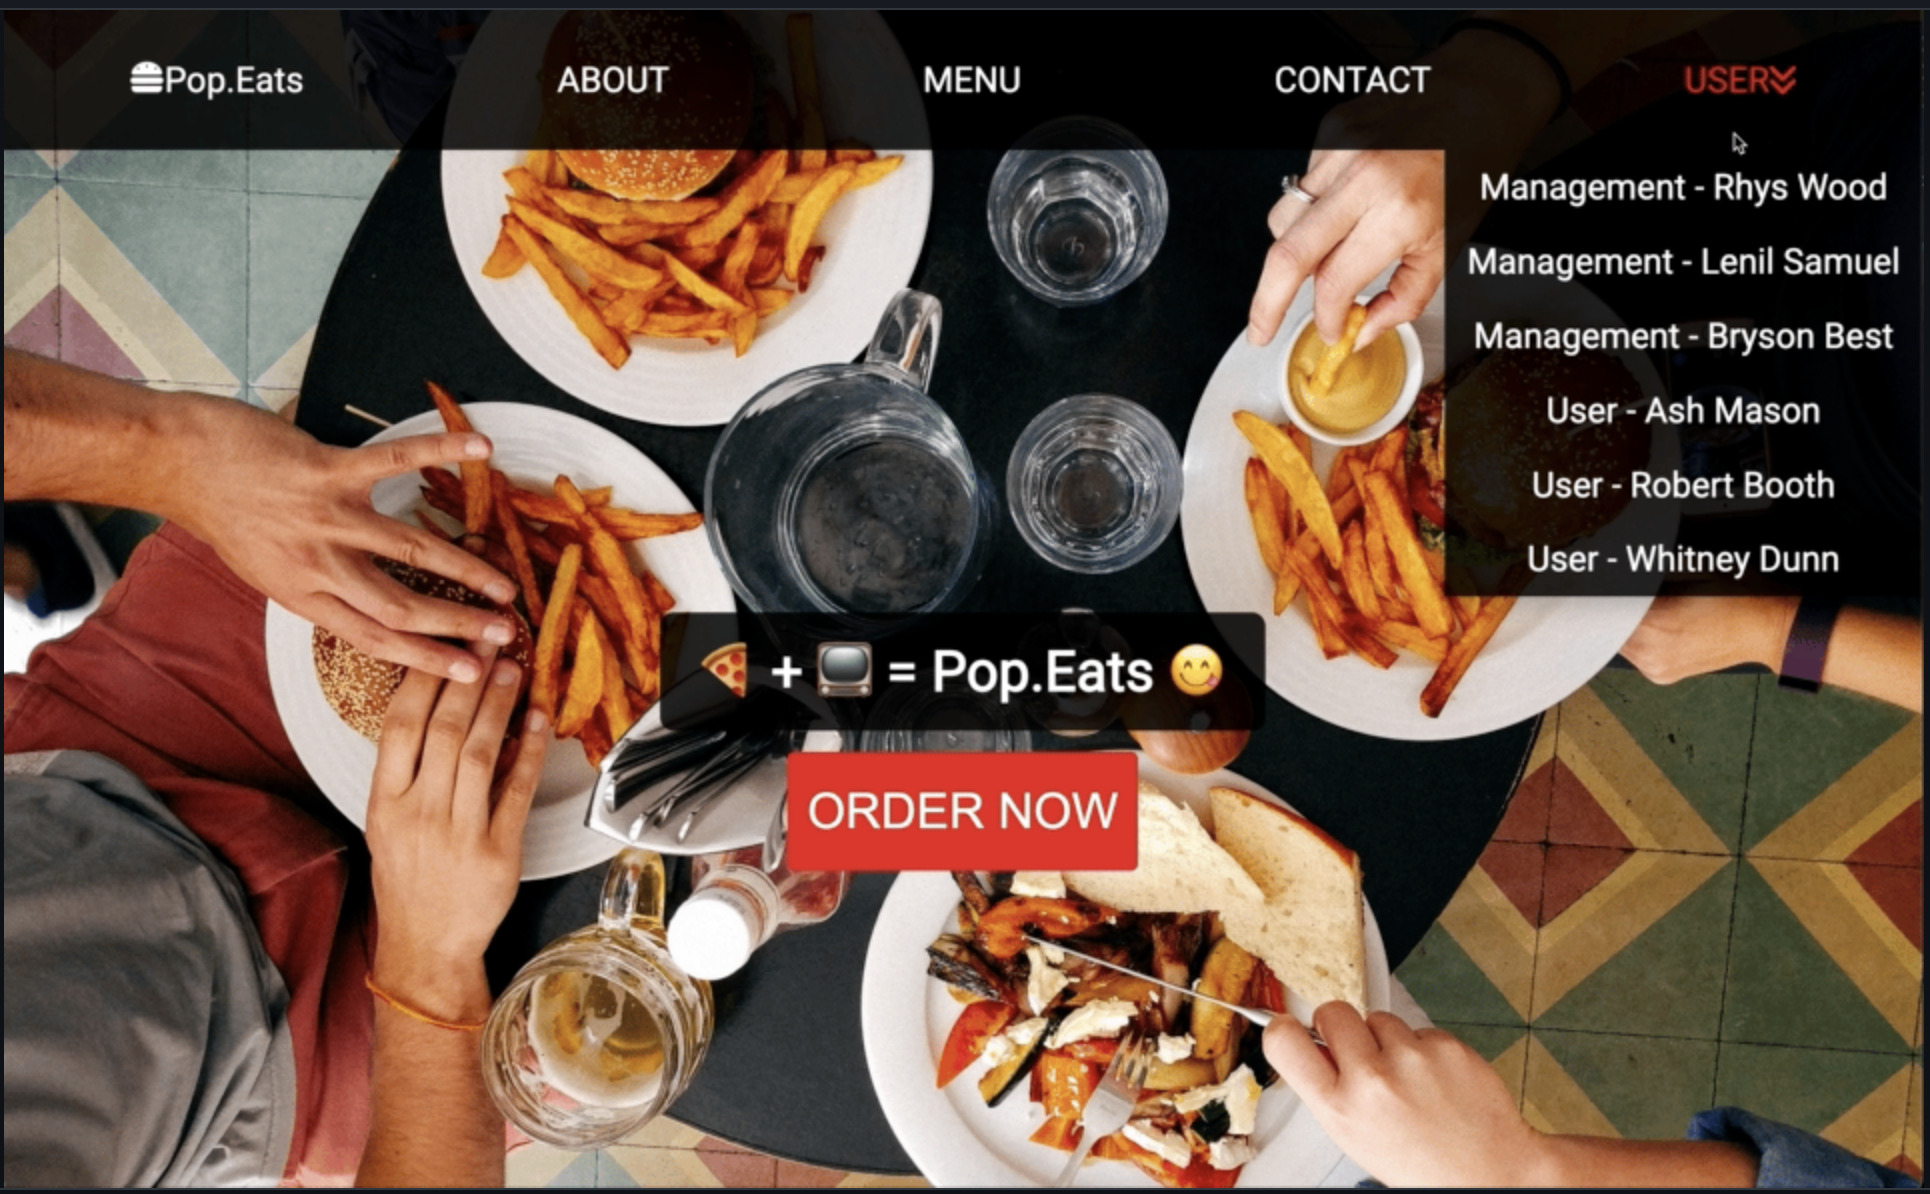 Pop.Eats
ABOUT
MENU
CONTACT
USER
Management - Rhys Wood
Management - Lenil Samuel
Management - Bryson Best
User - Ash Mason
User - Robert Booth
User - Whitney Dunn
🍕 + 📺 = Pop.Eats 😋
ORDER NOW